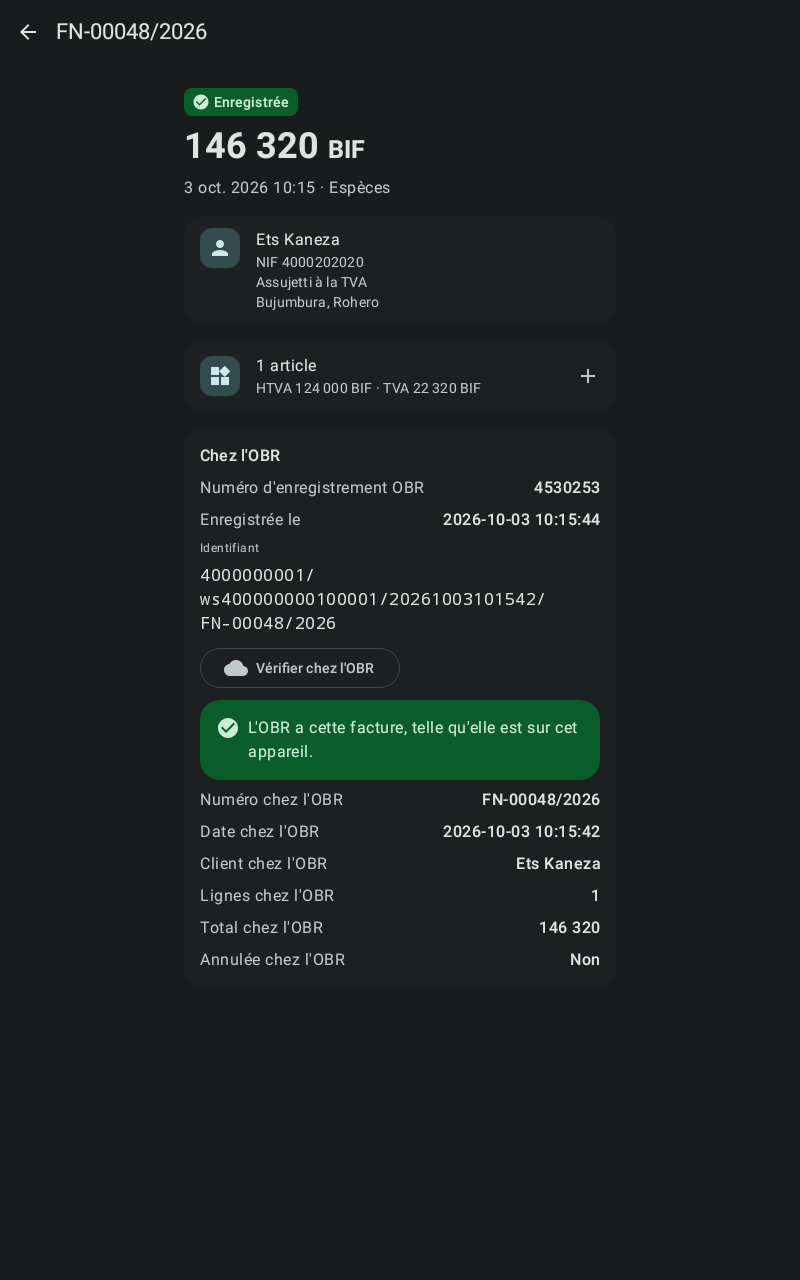 FN-00048/2026
Enregistrée
146 320 BIF
3 oct. 2026 10:15 · Espèces
Ets Kaneza
NIF 4000202020
Assujetti à la TVA
Bujumbura, Rohero
1 article
HTVA 124 000 BIF · TVA 22 320 BIF
Chez l'OBR
Numéro d'enregistrement OBR 4530253
Enregistrée le 2026-10-03 10:15:44
Identifiant
4000000001/
ws400000000100001/20261003101542/
FN-00048/2026
Vérifier chez l'OBR
L'OBR a cette facture, telle qu'elle est sur cet
appareil.
Numéro chez l'OBR FN-00048/2026
Date chez l'OBR 2026-10-03 10:15:42
Client chez l'OBR Ets Kaneza
Lignes chez l'OBR 1
Total chez l'OBR 146 320
Annulée chez l'OBR Non